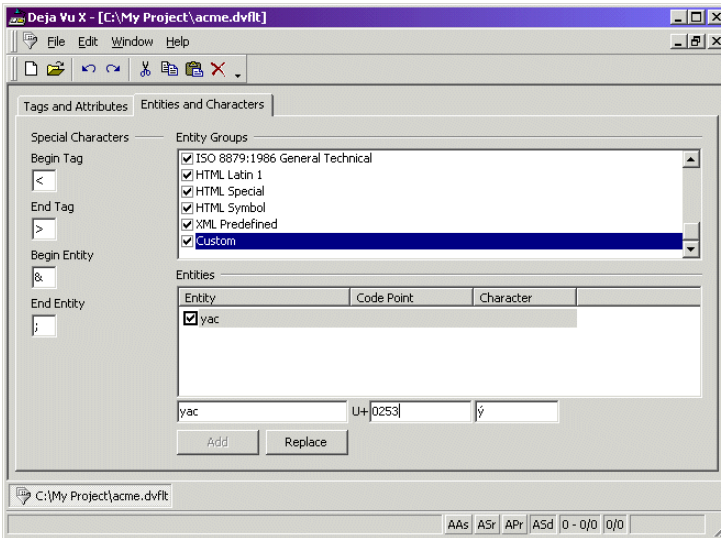 Deja Vu X - [C:\My Project\acme.dvflt]
File Edit Window Help
Tags and Attributes Entities and Characters
Special Characters Entity Groups
Begin Tag
<
End Tag
>
Begin Entity
&
End Entity
;
ISO 8879:1986 General Technical
HTML Latin 1
HTML Special
HTML Symbol
XML Predefined
Custom
Entities
Entity Code Point Character
yac
yac U+ 0253 ý
Add Replace
C:\My Project\acme.dvflt
AAs ASr APr ASd 0 - 0/0 0/0